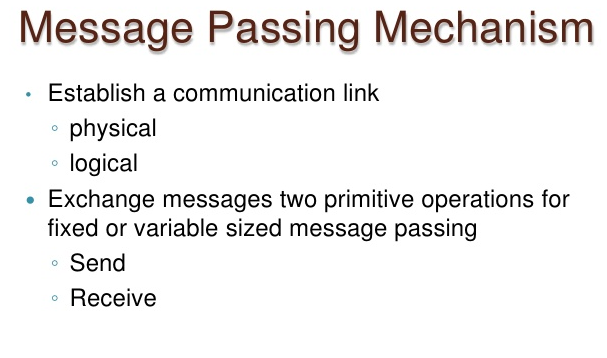 Message Passing Mechanism
• Establish a communication link
◦ physical
◦ logical
• Exchange messages two primitive operations for
fixed or variable sized message passing
◦ Send
◦ Receive